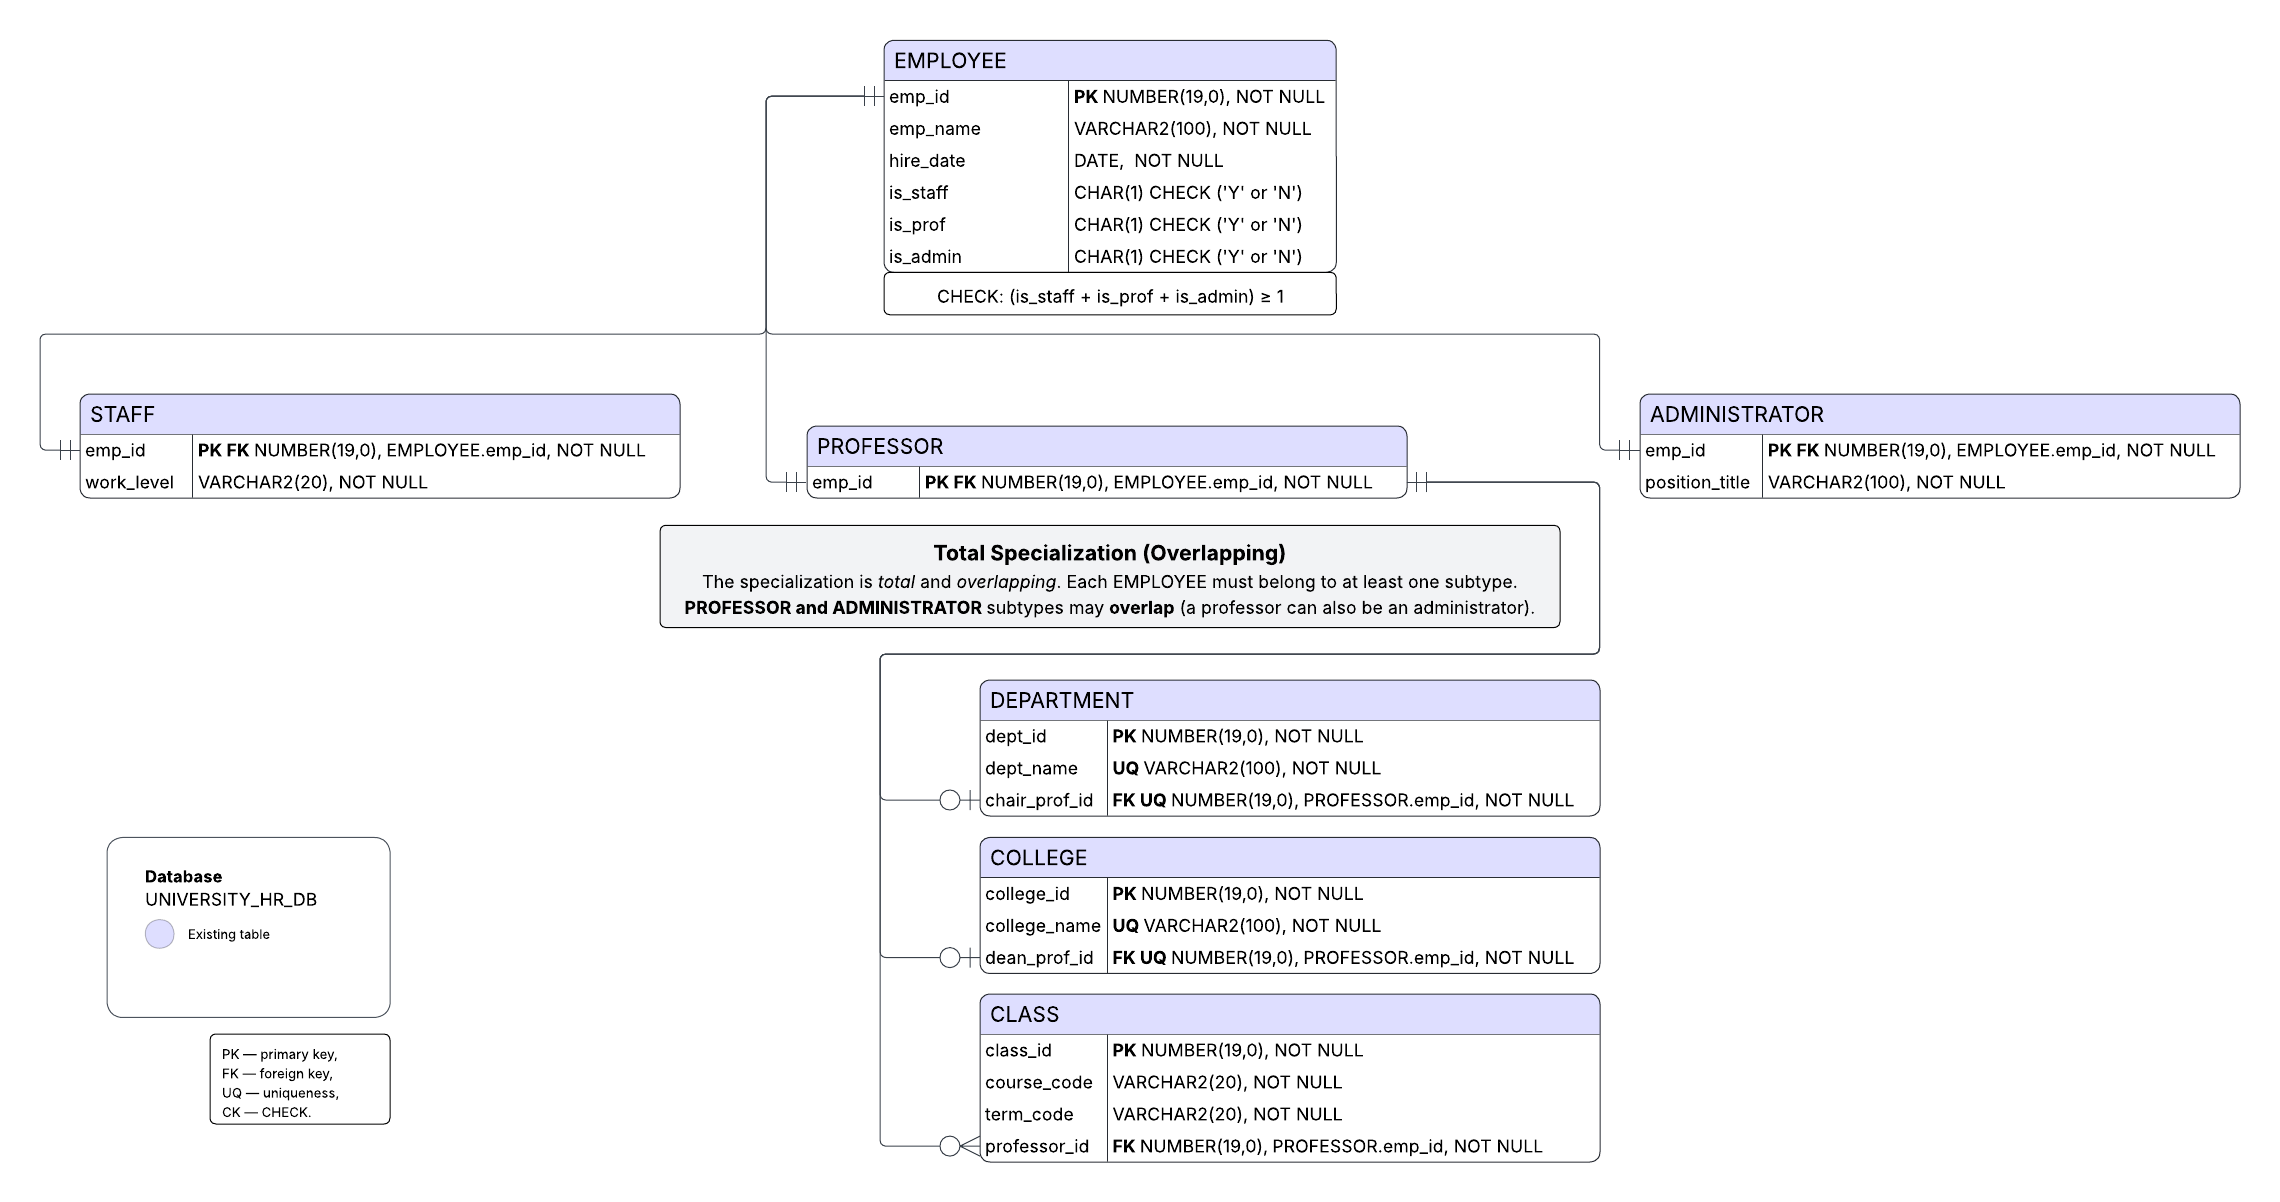 EMPLOYEE
emp_id PK NUMBER(19,0), NOT NULL
emp_name VARCHAR2(100), NOT NULL
hire_date DATE,  NOT NULL
is_staff CHAR(1) CHECK ('Y' or 'N')
is_prof CHAR(1) CHECK ('Y' or 'N')
is_admin CHAR(1) CHECK ('Y' or 'N')
CHECK: (is_staff + is_prof + is_admin) ≥ 1
STAFF
emp_id PK FK NUMBER(19,0), EMPLOYEE.emp_id, NOT NULL
work_level VARCHAR2(20), NOT NULL
PROFESSOR
emp_id PK FK NUMBER(19,0), EMPLOYEE.emp_id, NOT NULL
ADMINISTRATOR
emp_id PK FK NUMBER(19,0), EMPLOYEE.emp_id, NOT NULL
position_title VARCHAR2(100), NOT NULL
Total Specialization (Overlapping)
The specialization is total and overlapping. Each EMPLOYEE must belong to at least one subtype.
PROFESSOR and ADMINISTRATOR subtypes may overlap (a professor can also be an administrator).
DEPARTMENT
dept_id PK NUMBER(19,0), NOT NULL
dept_name UQ VARCHAR2(100), NOT NULL
chair_prof_id FK UQ NUMBER(19,0), PROFESSOR.emp_id, NOT NULL
COLLEGE
college_id PK NUMBER(19,0), NOT NULL
college_name UQ VARCHAR2(100), NOT NULL
dean_prof_id FK UQ NUMBER(19,0), PROFESSOR.emp_id, NOT NULL
CLASS
class_id PK NUMBER(19,0), NOT NULL
course_code VARCHAR2(20), NOT NULL
term_code VARCHAR2(20), NOT NULL
professor_id FK NUMBER(19,0), PROFESSOR.emp_id, NOT NULL
Database
UNIVERSITY_HR_DB
Existing table
PK — primary key,
FK — foreign key,
UQ — uniqueness,
CK — CHECK.